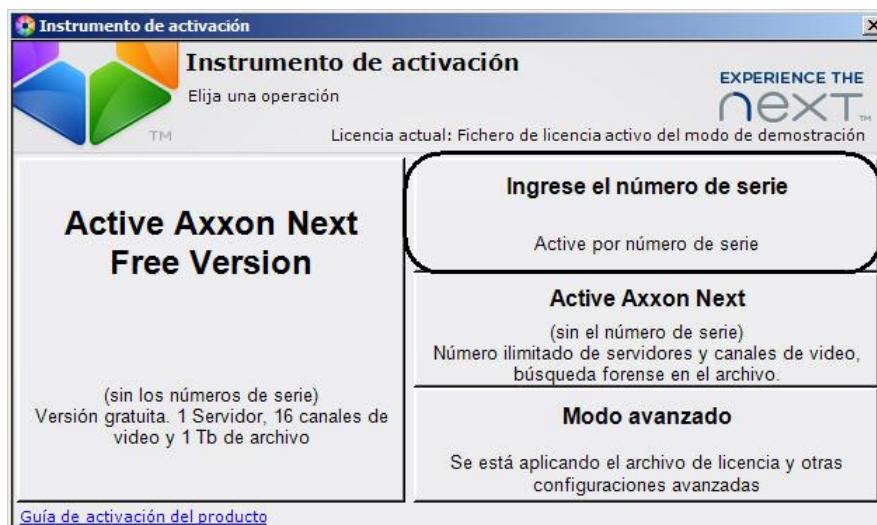 Instrumento de activación
Instrumento de activación
Elija una operación
EXPERIENCE THE
next™
TM
Licencia actual: Fichero de licencia activo del modo de demostración
Active Axxon Next
Free Version
(sin los números de serie)
Versión gratuita. 1 Servidor, 16 canales de
video y 1 Tb de archivo
Ingrese el número de serie
Active por número de serie
Active Axxon Next
(sin el número de serie)
Número ilimitado de servidores y canales de video,
búsqueda forense en el archivo.
Modo avanzado
Se está aplicando el archivo de licencia y otras
configuraciones avanzadas
Guía de activación del producto